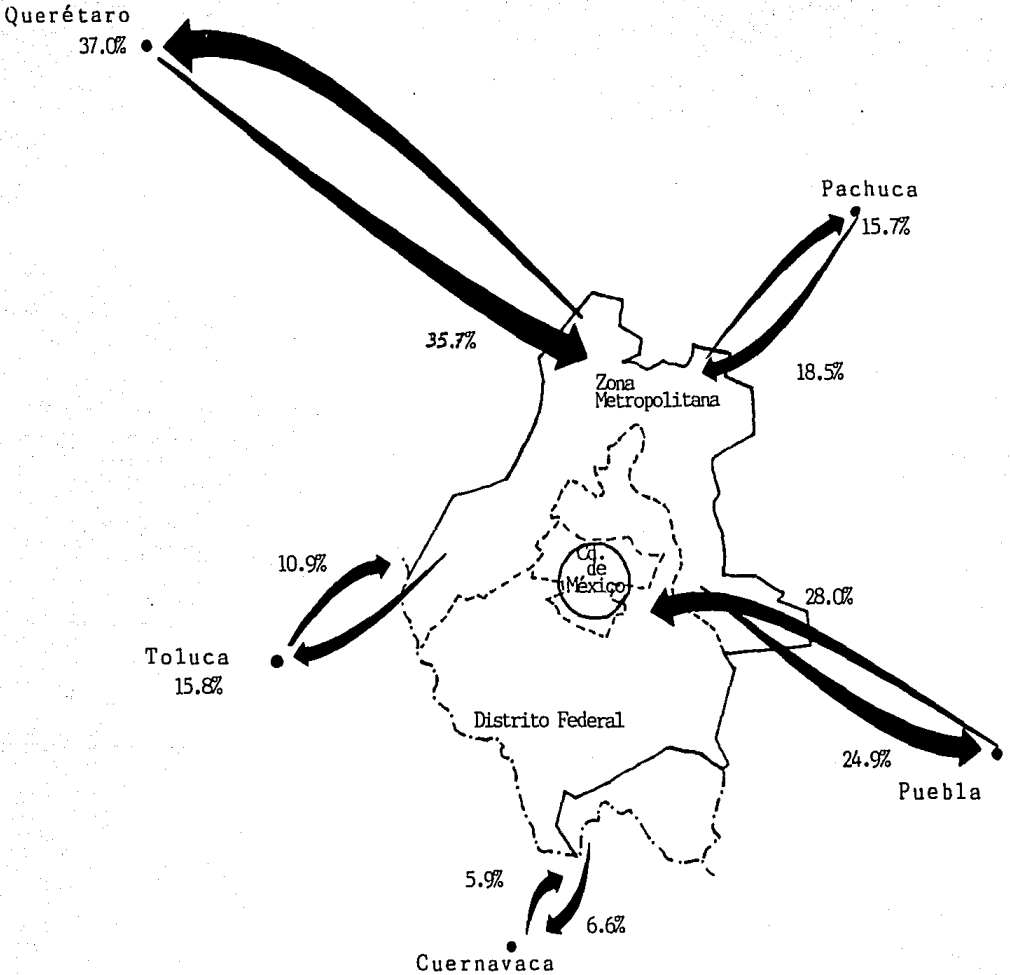 Querétaro
37.0%
Pachuca
15.7%
35.7%
18.5%
Zona
Metropolitana
10.9%
Cd.
de
México
28.0%
Toluca
15.8%
Distrito Federal
24.9%
Puebla
5.9%
6.6%
Cuernavaca